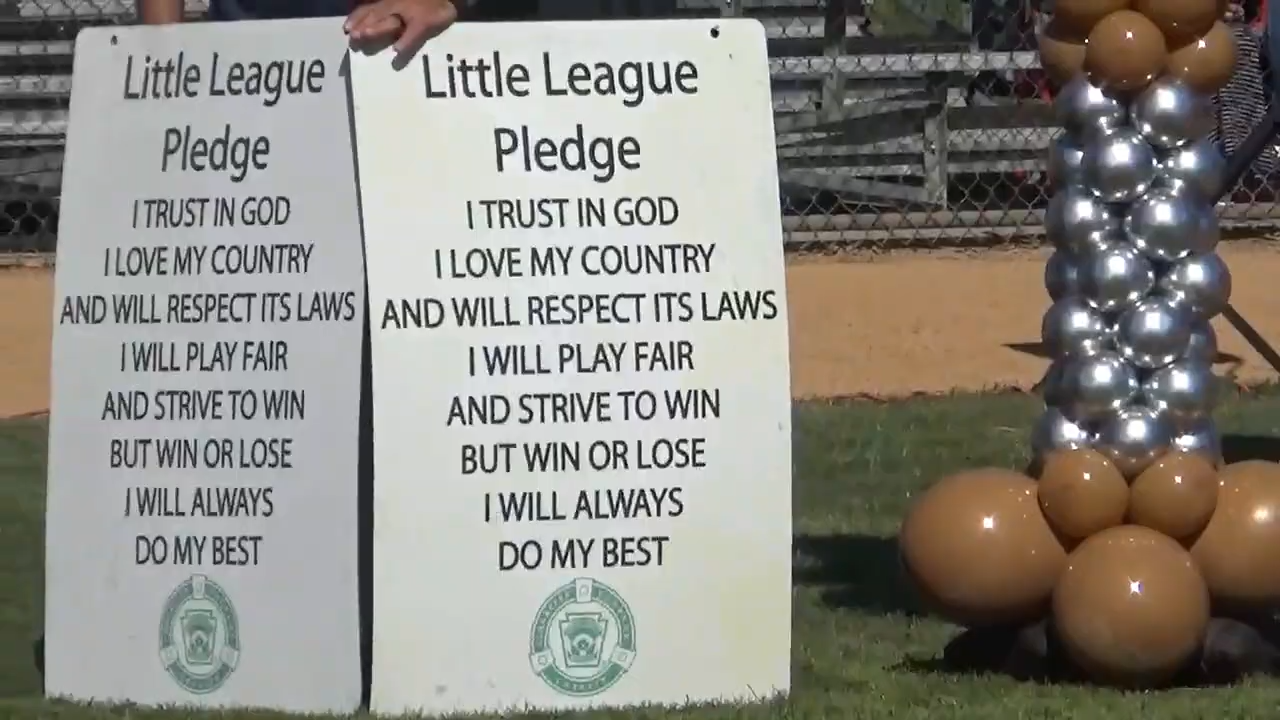 Little League
Pledge
I TRUST IN GOD
I LOVE MY COUNTRY
AND WILL RESPECT ITS LAWS
I WILL PLAY FAIR
AND STRIVE TO WIN
BUT WIN OR LOSE
I WILL ALWAYS
DO MY BEST
Little League
Pledge
I TRUST IN GOD
I LOVE MY COUNTRY
AND WILL RESPECT ITS LAWS
I WILL PLAY FAIR
AND STRIVE TO WIN
BUT WIN OR LOSE
I WILL ALWAYS
DO MY BEST